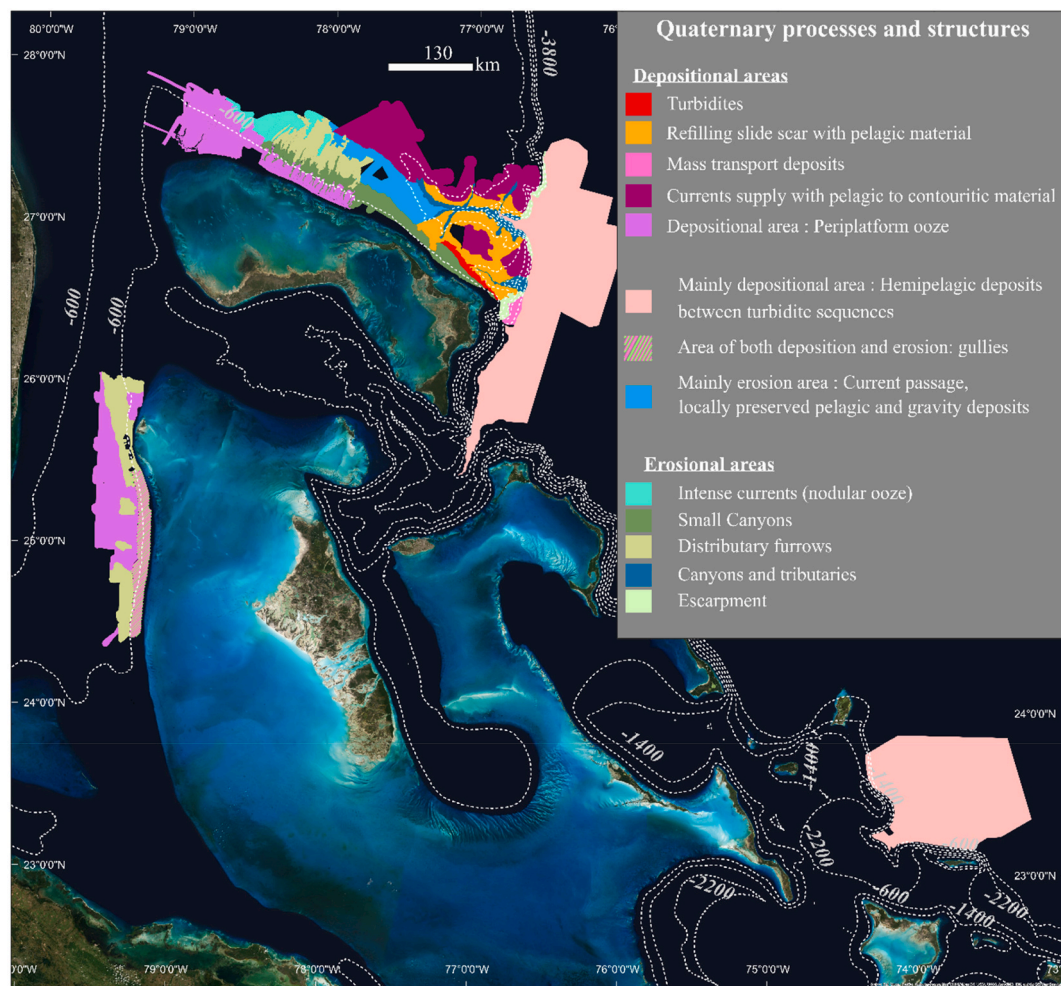 80°0'0"W 79°0'0"W 78°0'0"W 77°0'0"W 76°
28°0'0"N
27°0'0"N
26°0'0"N
25°0'0"N
24°0'0"N
23°0'0"N
130
km
-3800
-600
-600
-600
Quaternary processes and structures
Depositional areas
Turbidites
Refilling slide scar with pelagic material
Mass transport deposits
Currents supply with pelagic to contouritic material
Depositional area : Periplatform ooze
Mainly depositional area : Hemipelagic deposits
between turbidite sequences
Area of both deposition and erosion: gullies
Mainly erosion area : Current passage,
locally preserved pelagic and gravity deposits
Erosional areas
Intense currents (nodular ooze)
Small Canyons
Distributary furrows
Canyons and tributaries
Escarpment
24°0'0"N
-1400
-1400
-1400
-2200
-2200
-600
23°0'0"N
-600
-2200
-1400
0°0'0"W 79°0'0"W 78°0'0"W 77°0'0"W 76°0'0"W 75°0'0"W 74°0'0"W 73°